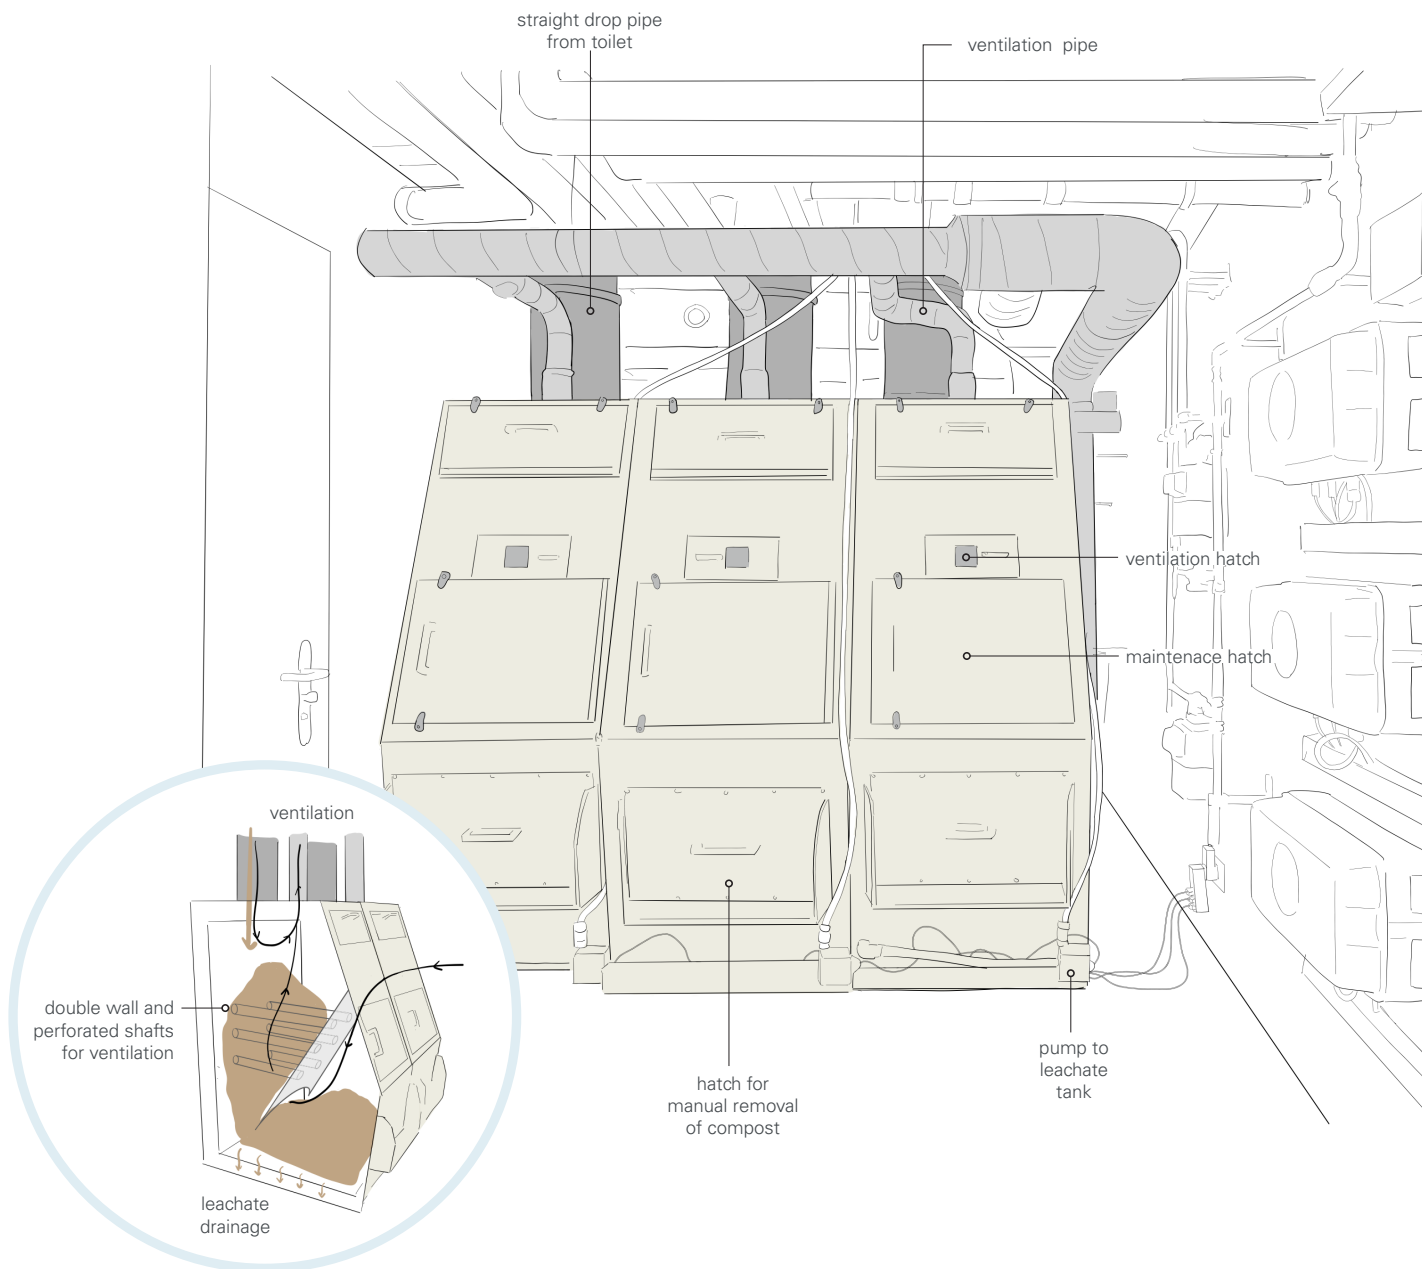 straight drop pipe
from toilet
ventilation pipe
ventilation hatch
maintenace hatch
ventilation
double wall and
perforated shafts
for ventilation
leachate
drainage
hatch for
manual removal
of compost
pump to
leachate
tank